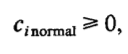 c_{i normal} ⩾ 0,